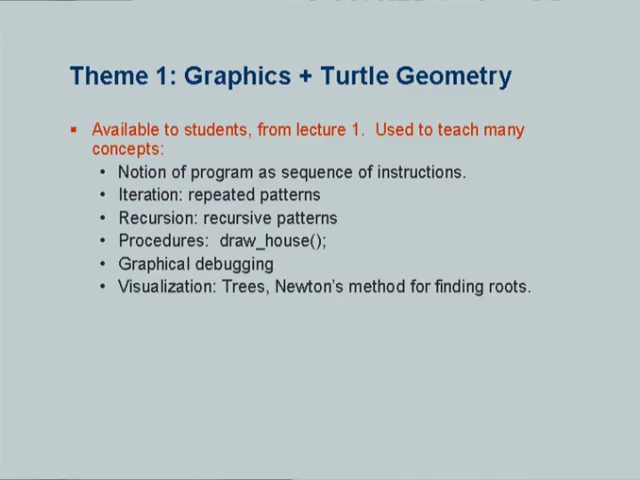 Theme 1: Graphics + Turtle Geometry
▪ Available to students, from lecture 1. Used to teach many
concepts:
• Notion of program as sequence of instructions.
• Iteration: repeated patterns
• Recursion: recursive patterns
• Procedures: draw_house();
• Graphical debugging
• Visualization: Trees, Newton's method for finding roots.